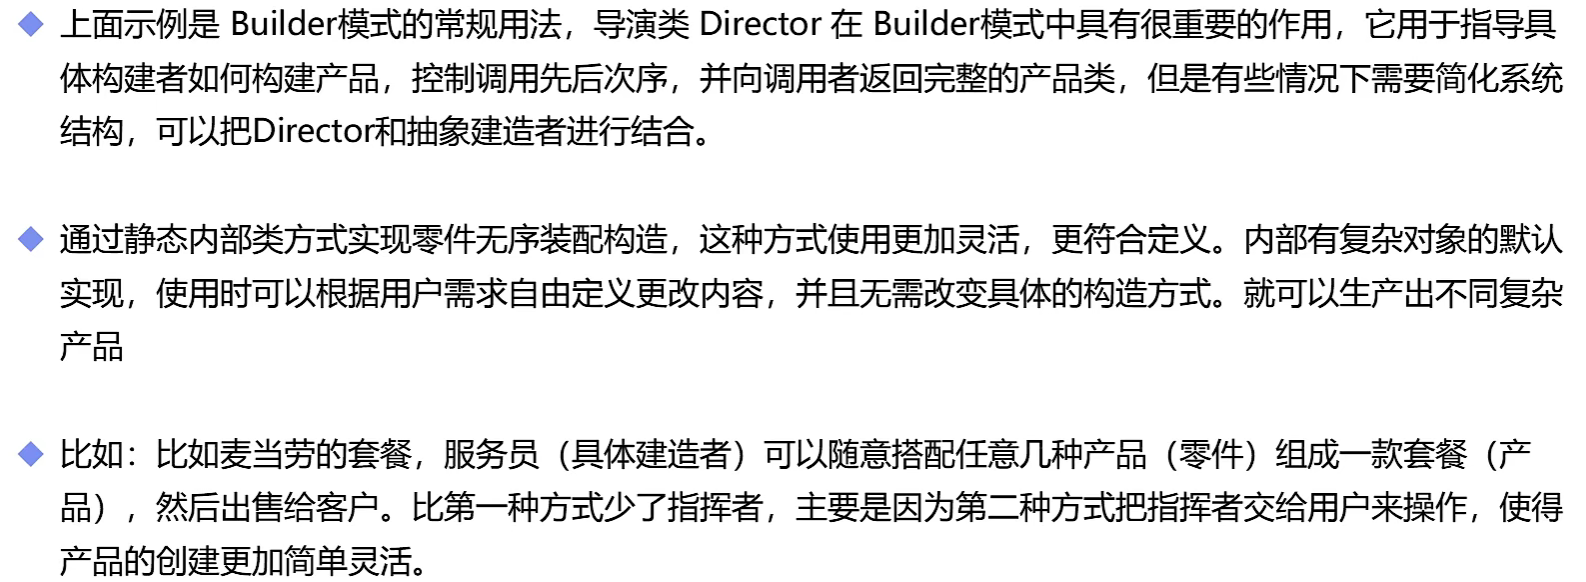 上面示例是 Builder模式的常规用法，导演类 Director 在 Builder模式中具有很重要的作用，它用于指导具
体构建者如何构建产品，控制调用先后次序，并向调用者返回完整的产品类，但是有些情况下需要简化系统
结构，可以把Director和抽象建造者进行结合。
通过静态内部类方式实现零件无序装配构造，这种方式使用更加灵活，更符合定义。内部有复杂对象的默认
实现，使用时可以根据用户需求自由定义更改内容，并且无需改变具体的构造方式。就可以生产出不同复杂
产品
比如：比如麦当劳的套餐，服务员（具体建造者）可以随意搭配任意几种产品（零件）组成一款套餐（产
品），然后出售给客户。比第一种方式少了指挥者，主要是因为第二种方式把指挥者交给用户来操作，使得
产品的创建更加简单灵活。